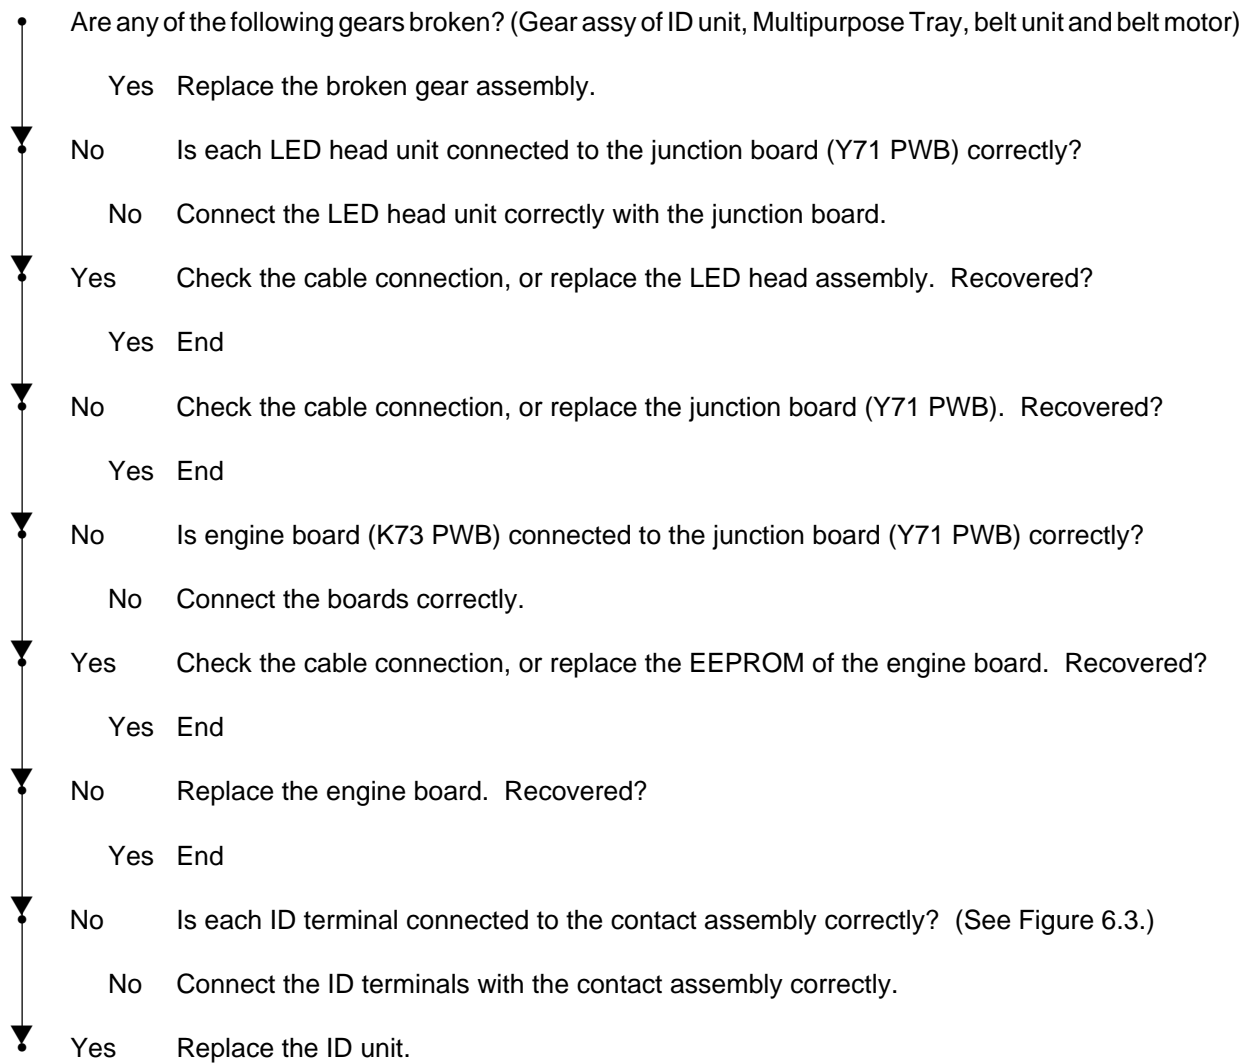 Are any of the following gears broken? (Gear assy of ID unit, Multipurpose Tray, belt unit and belt motor)
Yes Replace the broken gear assembly.
No Is each LED head unit connected to the junction board (Y71 PWB) correctly?
No Connect the LED head unit correctly with the junction board.
Yes Check the cable connection, or replace the LED head assembly. Recovered?
Yes End
No Check the cable connection, or replace the junction board (Y71 PWB). Recovered?
Yes End
No Is engine board (K73 PWB) connected to the junction board (Y71 PWB) correctly?
No Connect the boards correctly.
Yes Check the cable connection, or replace the EEPROM of the engine board. Recovered?
Yes End
No Replace the engine board. Recovered?
Yes End
No Is each ID terminal connected to the contact assembly correctly? (See Figure 6.3.)
No Connect the ID terminals with the contact assembly correctly.
Yes Replace the ID unit.